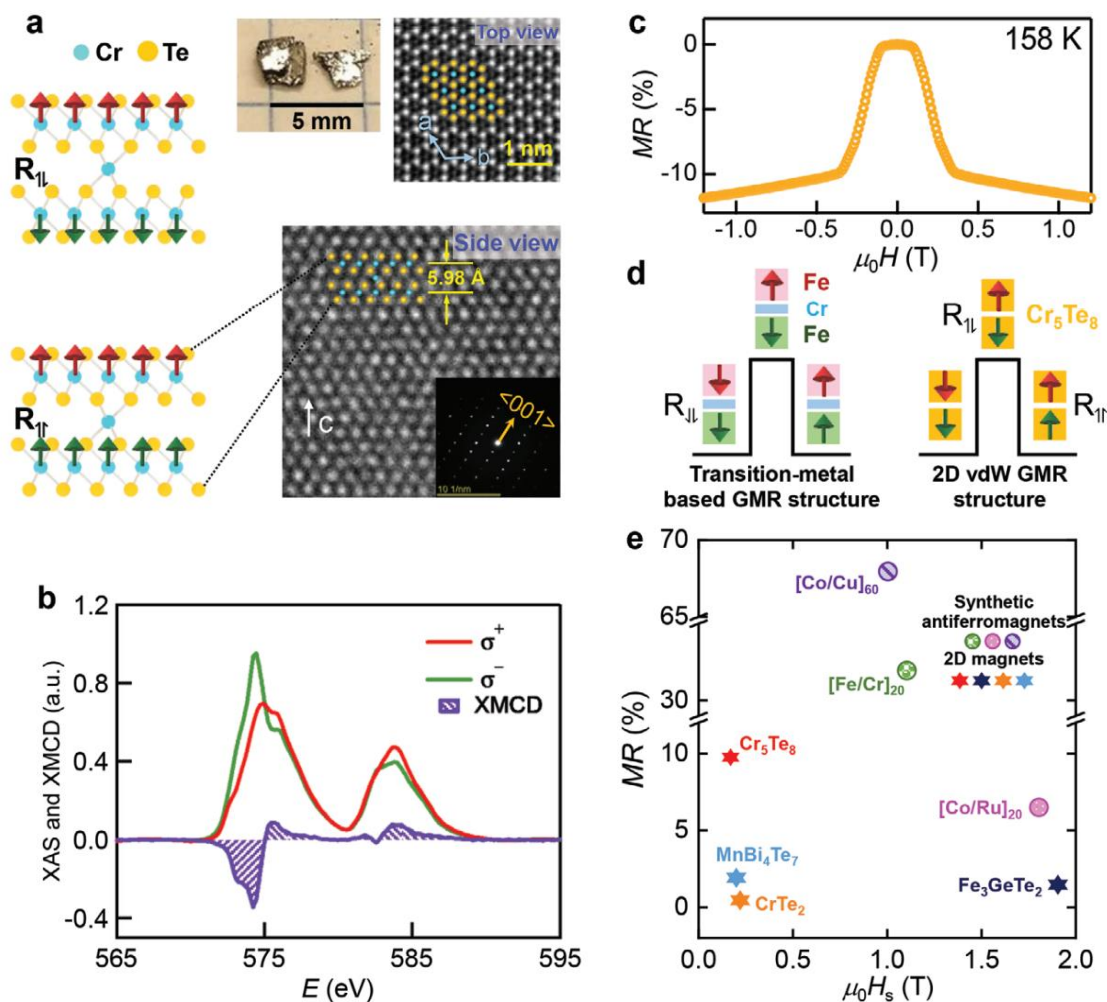 a
Cr Te
R↿⇂
R↿↾
5 mm
Top view
a
b
1 nm
Side view
5.98 Å
c
<001>
10 1/nm
b
XAS and XMCD (a.u.)
1.2
0.8
0.4
0.0
-0.4
σ+
σ−
XMCD
565 575 585 595
E (eV)
c
MR (%)
0
-5
-10
158 K
-1.0 -0.5 0.0 0.5 1.0
μ0H (T)
d
Fe
Cr
Fe
R⇃⇂
Transition-metal
based GMR structure
R↿⇂
Cr5Te8
R↿↾
2D vdW GMR
structure
e
MR (%)
70
65
30
10
5
0
[Co/Cu]60
Synthetic
antiferromagnets
2D magnets
[Fe/Cr]20
Cr5Te8
[Co/Ru]20
MnBi4Te7
CrTe2
Fe3GeTe2
0.0 0.5 1.0 1.5 2.0
μ0Hs (T)